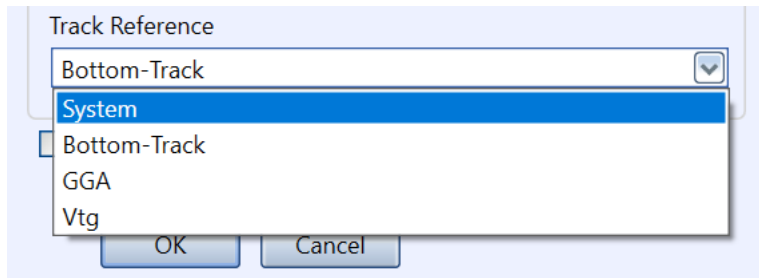 Track Reference
Bottom-Track
System
Bottom-Track
GGA
Vtg
OK Cancel